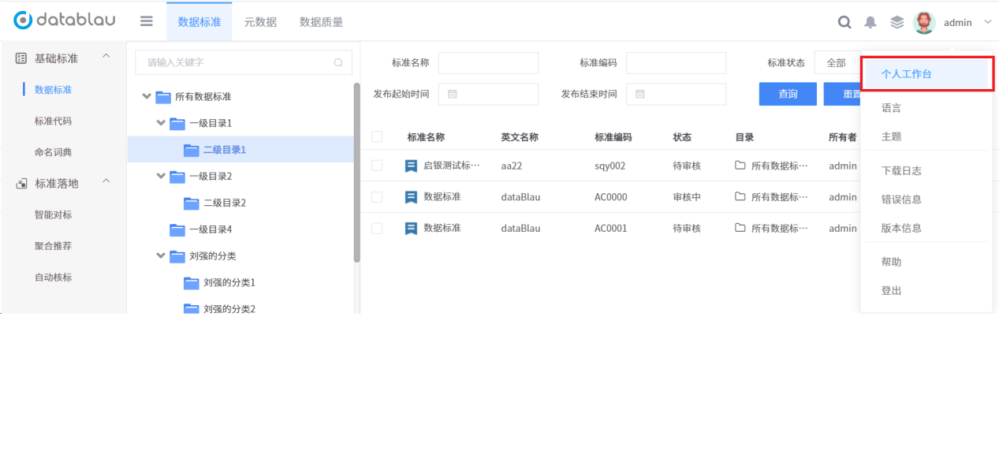 datablau 数据标准 元数据 数据质量 admin
基础标准
数据标准
标准代码
命名词典
标准落地
智能对标
聚合推荐
自动核标
请输入关键字
所有数据标准
一级目录1
二级目录1
一级目录2
二级目录2
一级目录4
刘强的分类
刘强的分类1
刘强的分类2
标准名称 标准编码 标准状态 全部
发布起始时间 发布结束时间 查询 重置
标准名称 英文名称 标准编码 状态 目录 所有者
启银测试标··· aa22 sqy002 待审核 所有数据标··· admin
数据标准 dataBlau AC0000 审核中 所有数据标··· admin
数据标准 dataBlau AC0001 待审核 所有数据标··· admin
个人工作台
语言
主题
下载日志
错误信息
版本信息
帮助
登出